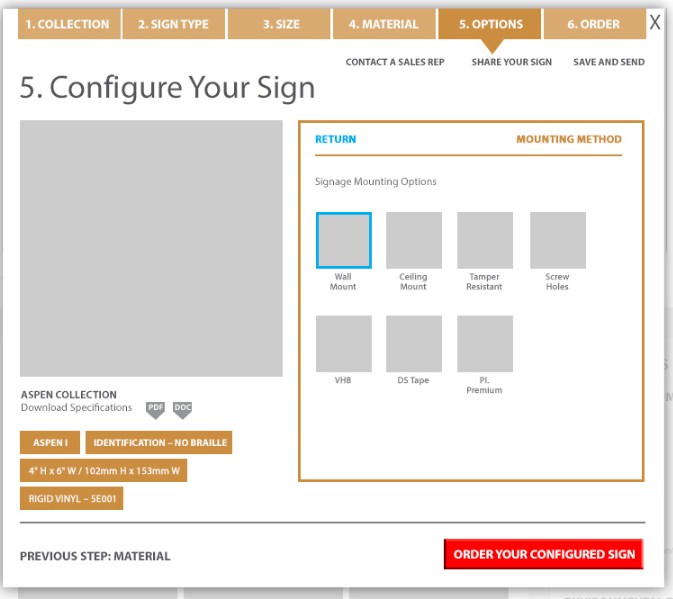 1. COLLECTION
2. SIGN TYPE
3. SIZE
4. MATERIAL
5. OPTIONS
6. ORDER
X
CONTACT A SALES REP
SHARE YOUR SIGN
SAVE AND SEND
5. Configure Your Sign
RETURN
MOUNTING METHOD
Signage Mounting Options
Wall
Mount
Ceiling
Mount
Tamper
Resistant
Screw
Holes
VHB
DS Tape
Pl.
Premium
ASPEN COLLECTION
Download Specifications
PDF
DOC
ASPEN I
IDENTIFICATION – NO BRAILLE
4" H x 6" W / 102mm H x 153mm W
RIGID VINYL – 5E001
PREVIOUS STEP: MATERIAL
ORDER YOUR CONFIGURED SIGN